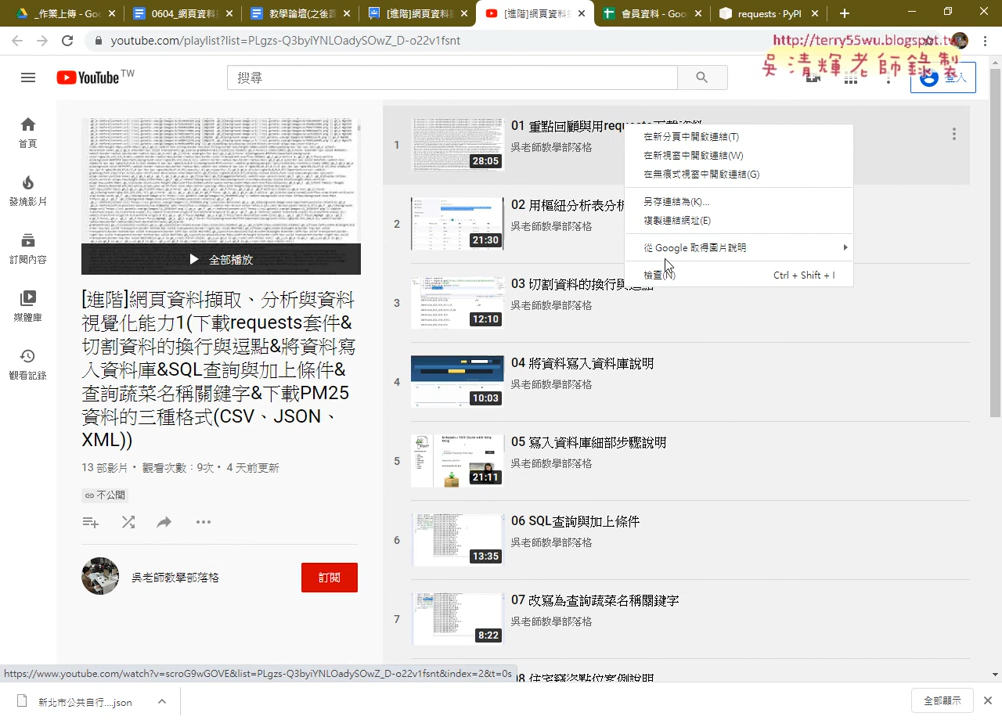 _作業上傳 - Goo
0604_網頁資料
教學論壇(之後
[進階]網頁資料
[進階]網頁資料
會員資料 - Goo
requests · PyPI
youtube.com/playlist?list=PLgzs-Q3byiYNLOadySOwZ_D-o22v1fsnt
http://terry55wu.blogspot.tw
吳清輝老師錄製
YouTube TW
搜尋
登入
首頁
發燒影片
訂閱內容
媒體庫
觀看記錄
全部播放
[進階]網頁資料擷取、分析與資料
視覺化能力1(下載requests套件&
切割資料的換行與逗點&將資料寫
入資料庫&SQL查詢與加上條件&
查詢蔬菜名稱關鍵字&下載PM25
資料的三種格式(CSV、JSON、
XML))
13 部影片・ 觀看次數：9次・ 4 天前更新
不公開
吳老師教學部落格
訂閱
1
28:05
01 重點回顧與用requests下載資料
吳老師教學部落格
2
21:30
02 用樞紐分析表分析
吳老師教學部落格
3
12:10
03 切割資料的換行與逗點
吳老師教學部落格
4
10:03
04 將資料寫入資料庫說明
吳老師教學部落格
5
21:11
05 寫入資料庫細部步驟說明
吳老師教學部落格
6
13:35
06 SQL查詢與加上條件
吳老師教學部落格
7
8:22
07 改寫為查詢蔬菜名稱關鍵字
吳老師教學部落格
08 住宅竊盜點位案例說明
在新分頁中開啟連結(T)
在新視窗中開啟連結(W)
在無痕式視窗中開啟連結(G)
另存連結為(K)...
複製連結網址(E)
從 Google 取得圖片說明
檢查(N)
Ctrl + Shift + I
https://www.youtube.com/watch?v=scroG9wGOVE&list=PLgzs-Q3byiYNLOadySOwZ_D-o22v1fsnt&index=2&t=0s
新北市公共自行....json
全部顯示